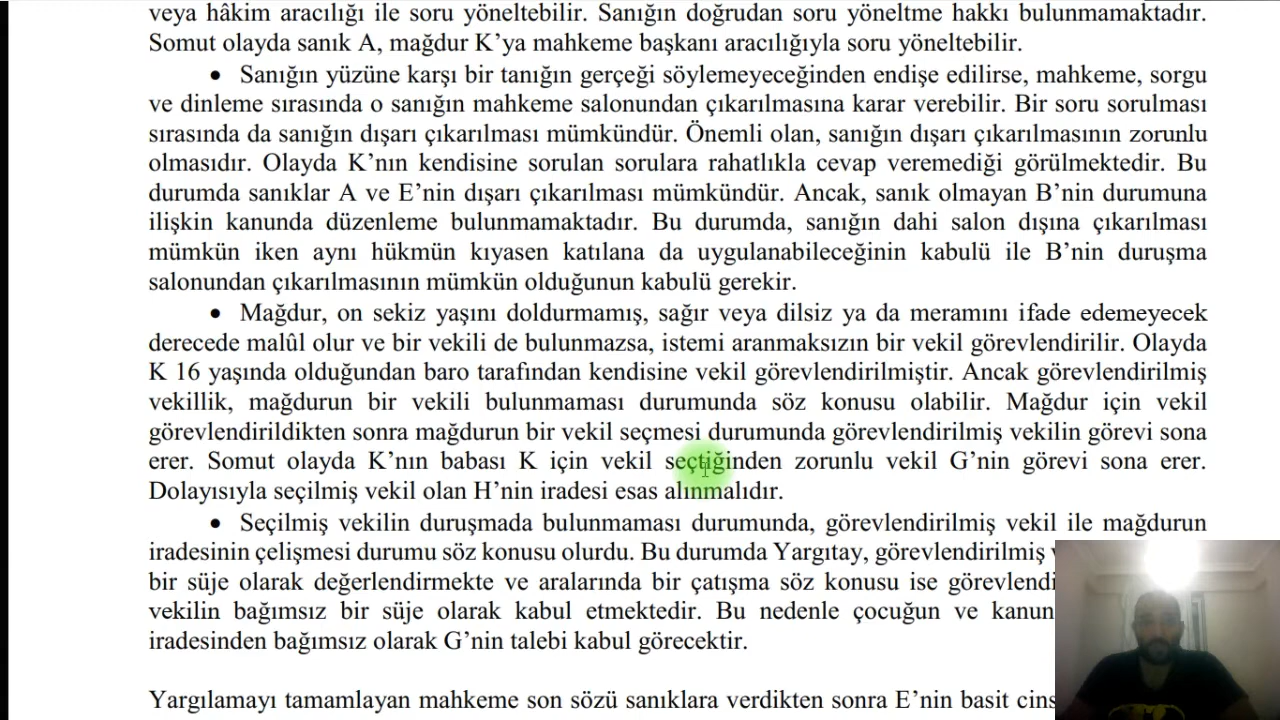 veya hâkim aracılığı ile soru yöneltebilir. Sanığın doğrudan soru yöneltme hakkı bulunmamaktadır.
Somut olayda sanık A, mağdur K’ya mahkeme başkanı aracılığıyla soru yöneltebilir.
• Sanığın yüzüne karşı bir tanığın gerçeği söylemeyeceğinden endişe edilirse, mahkeme, sorgu
ve dinleme sırasında o sanığın mahkeme salonundan çıkarılmasına karar verebilir. Bir soru sorulması
sırasında da sanığın dışarı çıkarılması mümkündür. Önemli olan, sanığın dışarı çıkarılmasının zorunlu
olmasıdır. Olayda K’nın kendisine sorulan sorulara rahatlıkla cevap veremediği görülmektedir. Bu
durumda sanıklar A ve E’nin dışarı çıkarılması mümkündür. Ancak, sanık olmayan B’nin durumuna
ilişkin kanunda düzenleme bulunmamaktadır. Bu durumda, sanığın dahi salon dışına çıkarılması
mümkün iken aynı hükmün kıyasen katılana da uygulanabileceğinin kabulü ile B’nin duruşma
salonundan çıkarılmasının mümkün olduğunun kabulü gerekir.
• Mağdur, on sekiz yaşını doldurmamış, sağır veya dilsiz ya da meramını ifade edemeyecek
derecede malûl olur ve bir vekili de bulunmazsa, istemi aranmaksızın bir vekil görevlendirilir. Olayda
K 16 yaşında olduğundan baro tarafından kendisine vekil görevlendirilmiştir. Ancak görevlendirilmiş
vekillik, mağdurun bir vekili bulunmaması durumunda söz konusu olabilir. Mağdur için vekil
görevlendirildikten sonra mağdurun bir vekil seçmesi durumunda görevlendirilmiş vekilin görevi sona
erer. Somut olayda K’nın babası K için vekil seçtiğinden zorunlu vekil G’nin görevi sona erer.
Dolayısıyla seçilmiş vekil olan H’nin iradesi esas alınmalıdır.
• Seçilmiş vekilin duruşmada bulunmaması durumunda, görevlendirilmiş vekil ile mağdurun
iradesinin çelişmesi durumu söz konusu olurdu. Bu durumda Yargıtay, görevlendirilmiş
bir süje olarak değerlendirmekte ve aralarında bir çatışma söz konusu ise görevlendi
vekilin bağımsız bir süje olarak kabul etmektedir. Bu nedenle çocuğun ve kanun
iradesinden bağımsız olarak G’nin talebi kabul görecektir.
Yargılamayı tamamlayan mahkeme son sözü sanıklara verdikten sonra E’nin basit cins